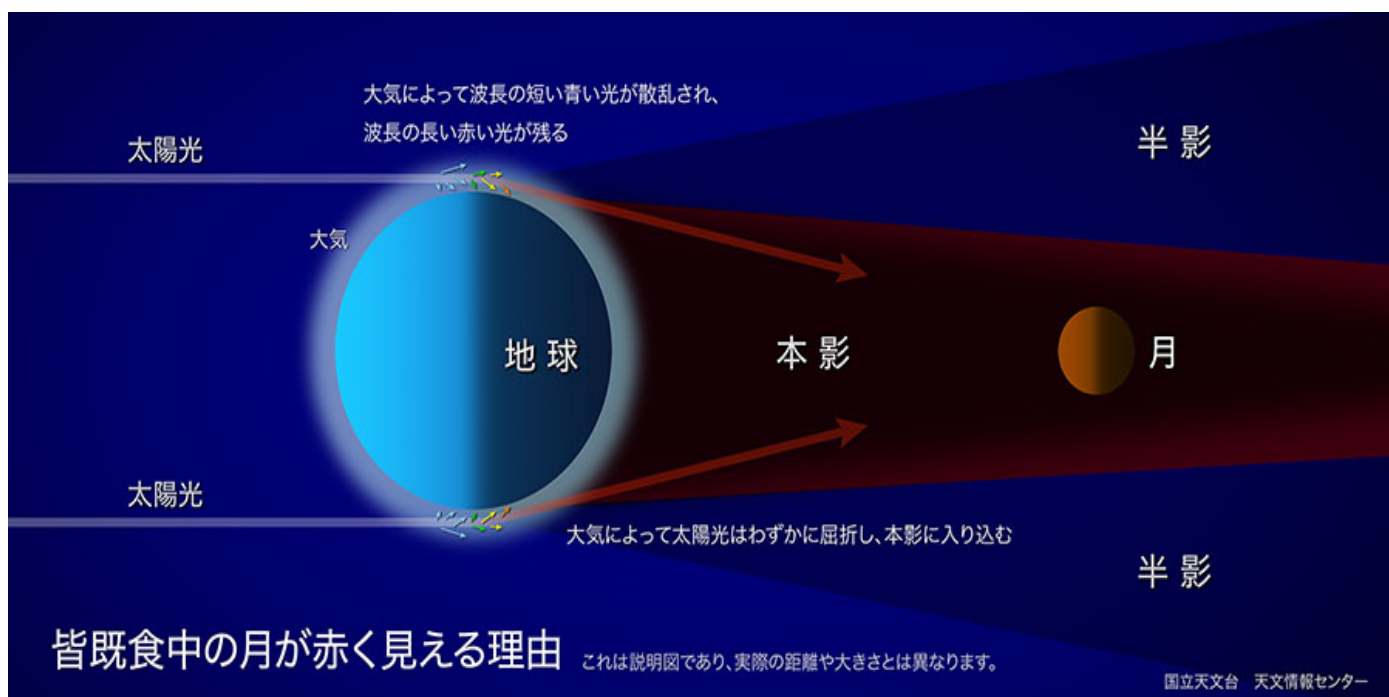 大気によって波長の短い青い光が散乱され、
波長の長い赤い光が残る
太陽光
半影
大気
地球
本影
月
太陽光
大気によって太陽光はわずかに屈折し、本影に入り込む
半影
皆既食中の月が赤く見える理由
これは説明図であり、実際の距離や大きさとは異なります。
国立天文台 天文情報センター